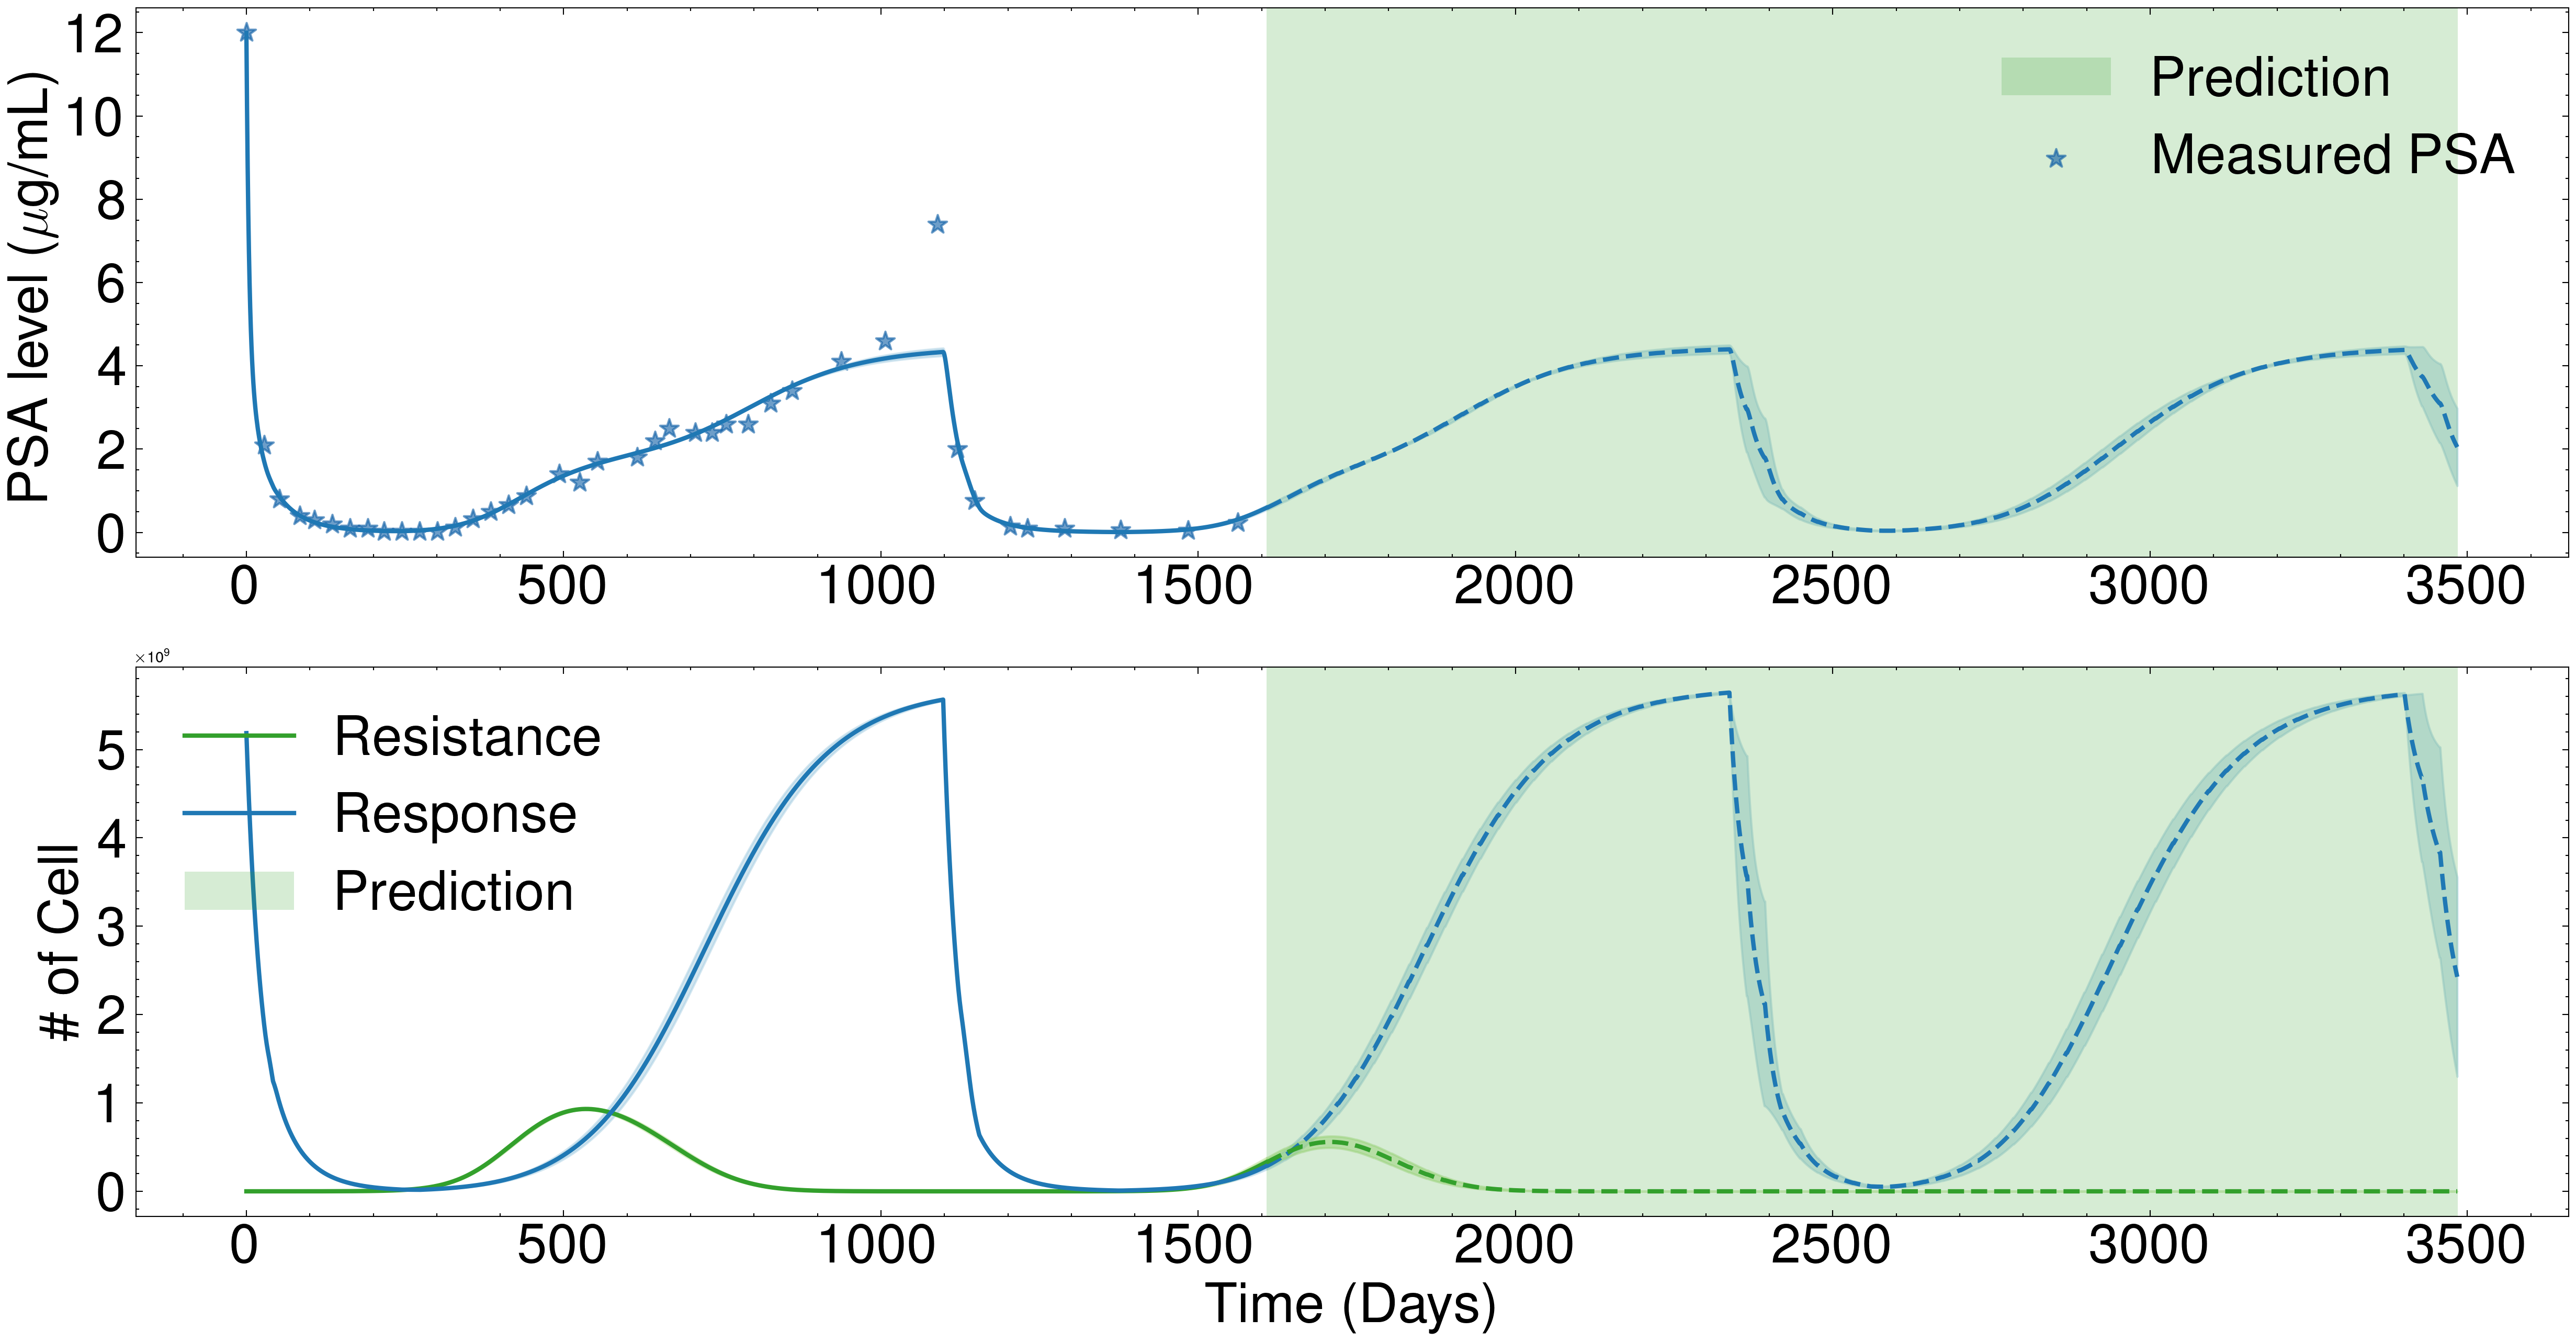 PSA level (μg/mL)
12
10
8
6
4
2
0
Prediction
Measured PSA
0 500 1000 1500 2000 2500 3000 3500
×10⁹
# of Cell
5
4
3
2
1
0
Resistance
Response
Prediction
0 500 1000 1500 2000 2500 3000 3500
Time (Days)